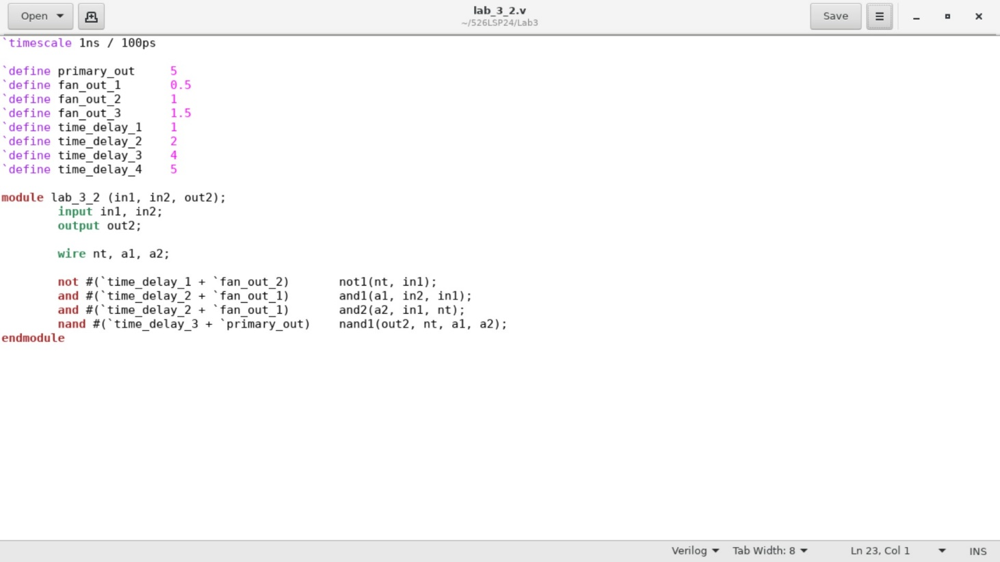 Open
lab_3_2.v
~/526LSP24/Lab3
Save
`timescale 1ns / 100ps
`define primary_out     5
`define fan_out_1       0.5
`define fan_out_2       1
`define fan_out_3       1.5
`define time_delay_1    1
`define time_delay_2    2
`define time_delay_3    4
`define time_delay_4    5
module lab_3_2 (in1, in2, out2);
        input in1, in2;
        output out2;
        wire nt, a1, a2;
        not #(`time_delay_1 + `fan_out_2)       not1(nt, in1);
        and #(`time_delay_2 + `fan_out_1)       and1(a1, in2, in1);
        and #(`time_delay_2 + `fan_out_1)       and2(a2, in1, nt);
        nand #(`time_delay_3 + `primary_out)    nand1(out2, nt, a1, a2);
endmodule
Verilog Tab Width: 8 Ln 23, Col 1 INS